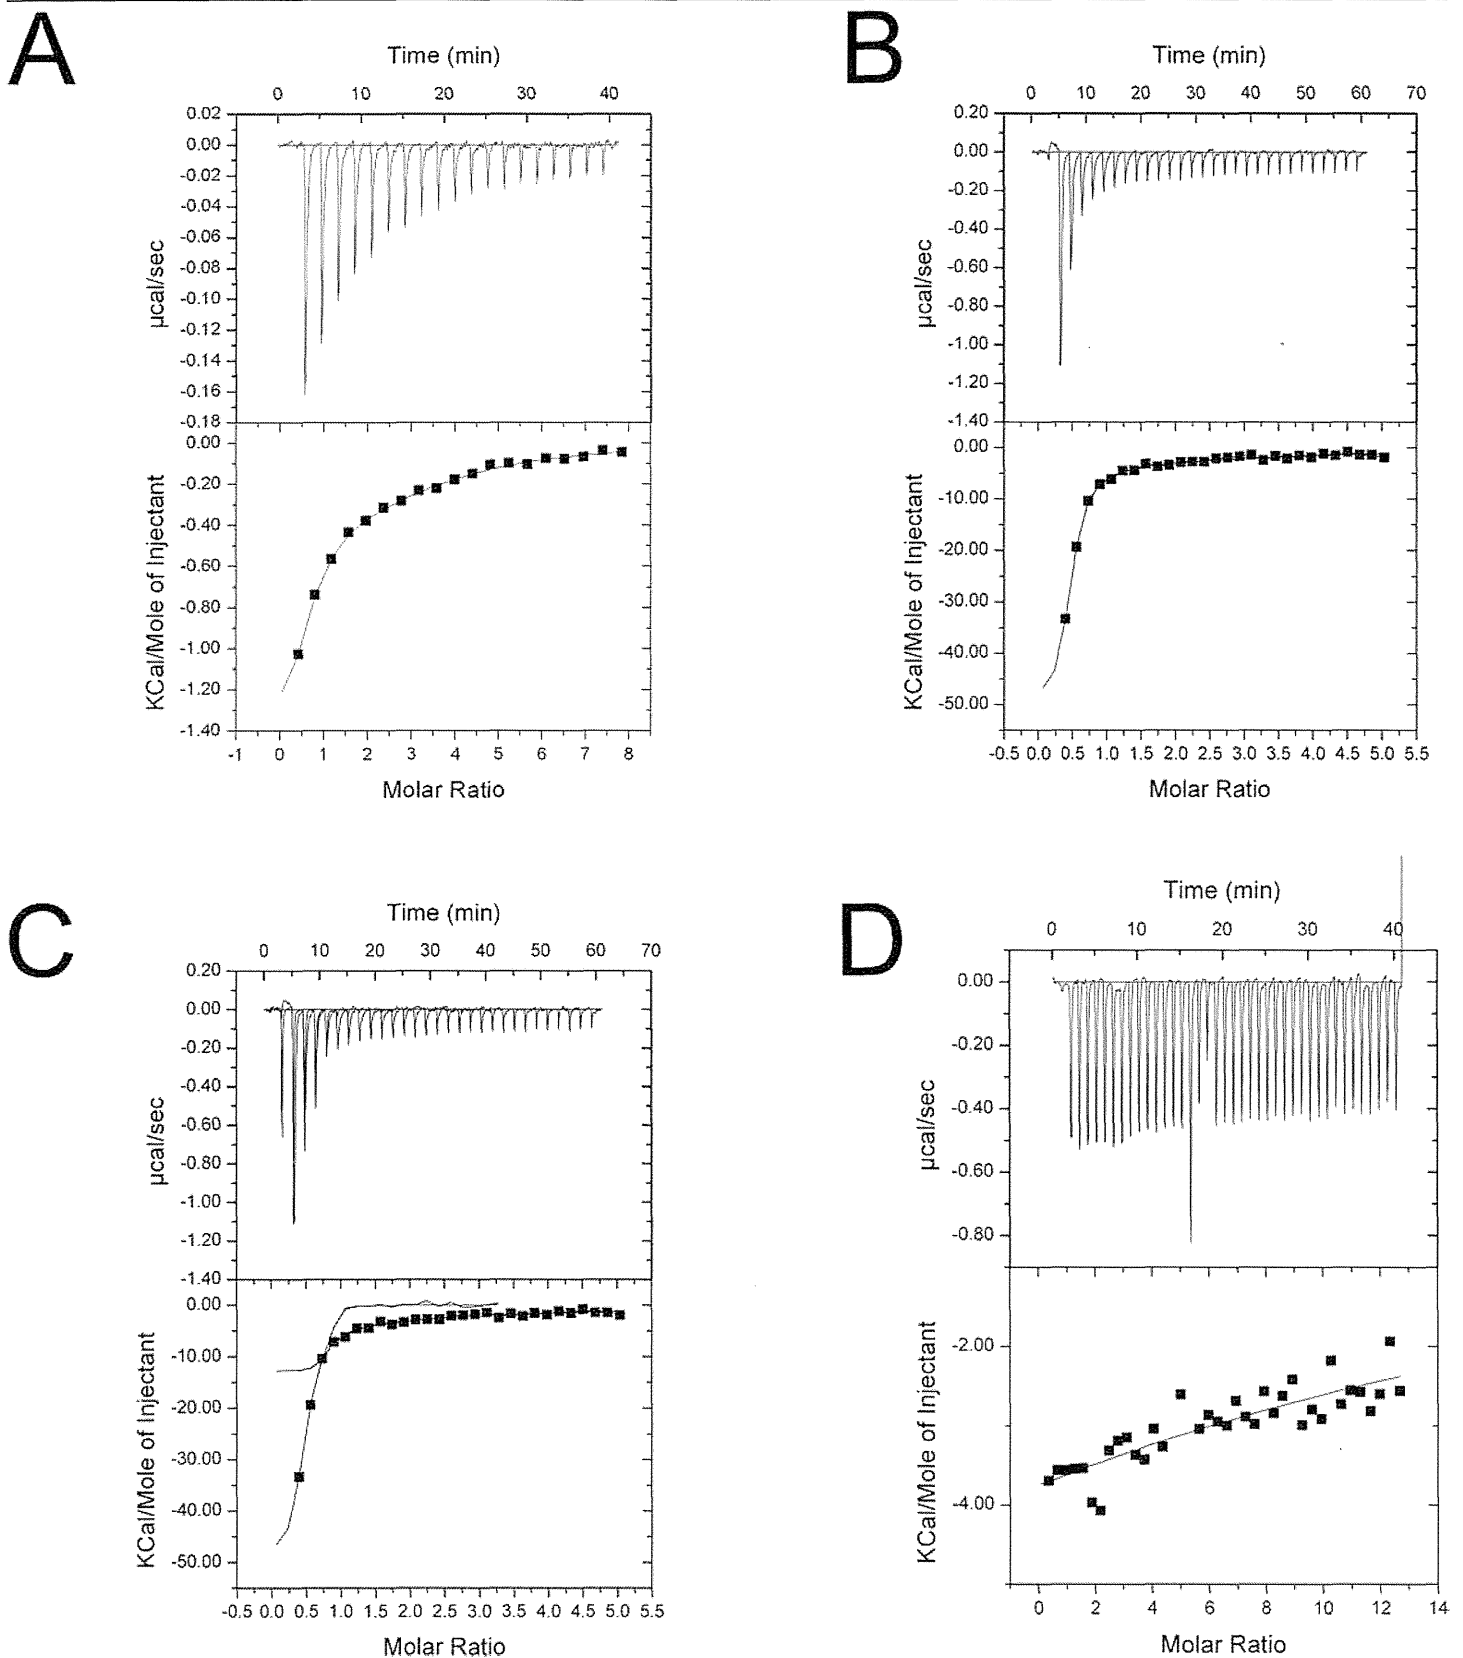 A
Time (min)
0 10 20 30 40
0.02
0.00
-0.02
-0.04
-0.06
-0.08
-0.10
-0.12
-0.14
-0.16
-0.18
µcal/sec
0.00
-0.20
-0.40
-0.60
-0.80
-1.00
-1.20
-1.40
KCal/Mole of Injectant
-1 0 1 2 3 4 5 6 7 8
Molar Ratio
B
Time (min)
0 10 20 30 40 50 60 70
0.20
0.00
-0.20
-0.40
-0.60
-0.80
-1.00
-1.20
-1.40
µcal/sec
0.00
-10.00
-20.00
-30.00
-40.00
-50.00
KCal/Mole of Injectant
-0.5 0.0 0.5 1.0 1.5 2.0 2.5 3.0 3.5 4.0 4.5 5.0 5.5
Molar Ratio
C
Time (min)
0 10 20 30 40 50 60 70
0.20
0.00
-0.20
-0.40
-0.60
-0.80
-1.00
-1.20
-1.40
µcal/sec
0.00
-10.00
-20.00
-30.00
-40.00
-50.00
KCal/Mole of Injectant
-0.5 0.0 0.5 1.0 1.5 2.0 2.5 3.0 3.5 4.0 4.5 5.0 5.5
Molar Ratio
D
Time (min)
0 10 20 30 40
0.00
-0.20
-0.40
-0.60
-0.80
µcal/sec
-2.00
-4.00
KCal/Mole of Injectant
0 2 4 6 8 10 12 14
Molar Ratio